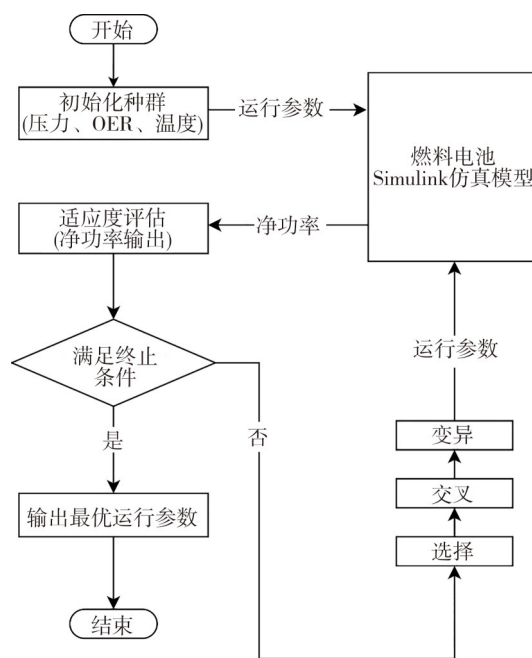 开始
初始化种群
(压力、OER、温度)
运行参数
燃料电池
Simulink仿真模型
适应度评估
(净功率输出)
净功率
满足终止
条件
运行参数
是
否
变异
交叉
选择
输出最优运行参数
结束